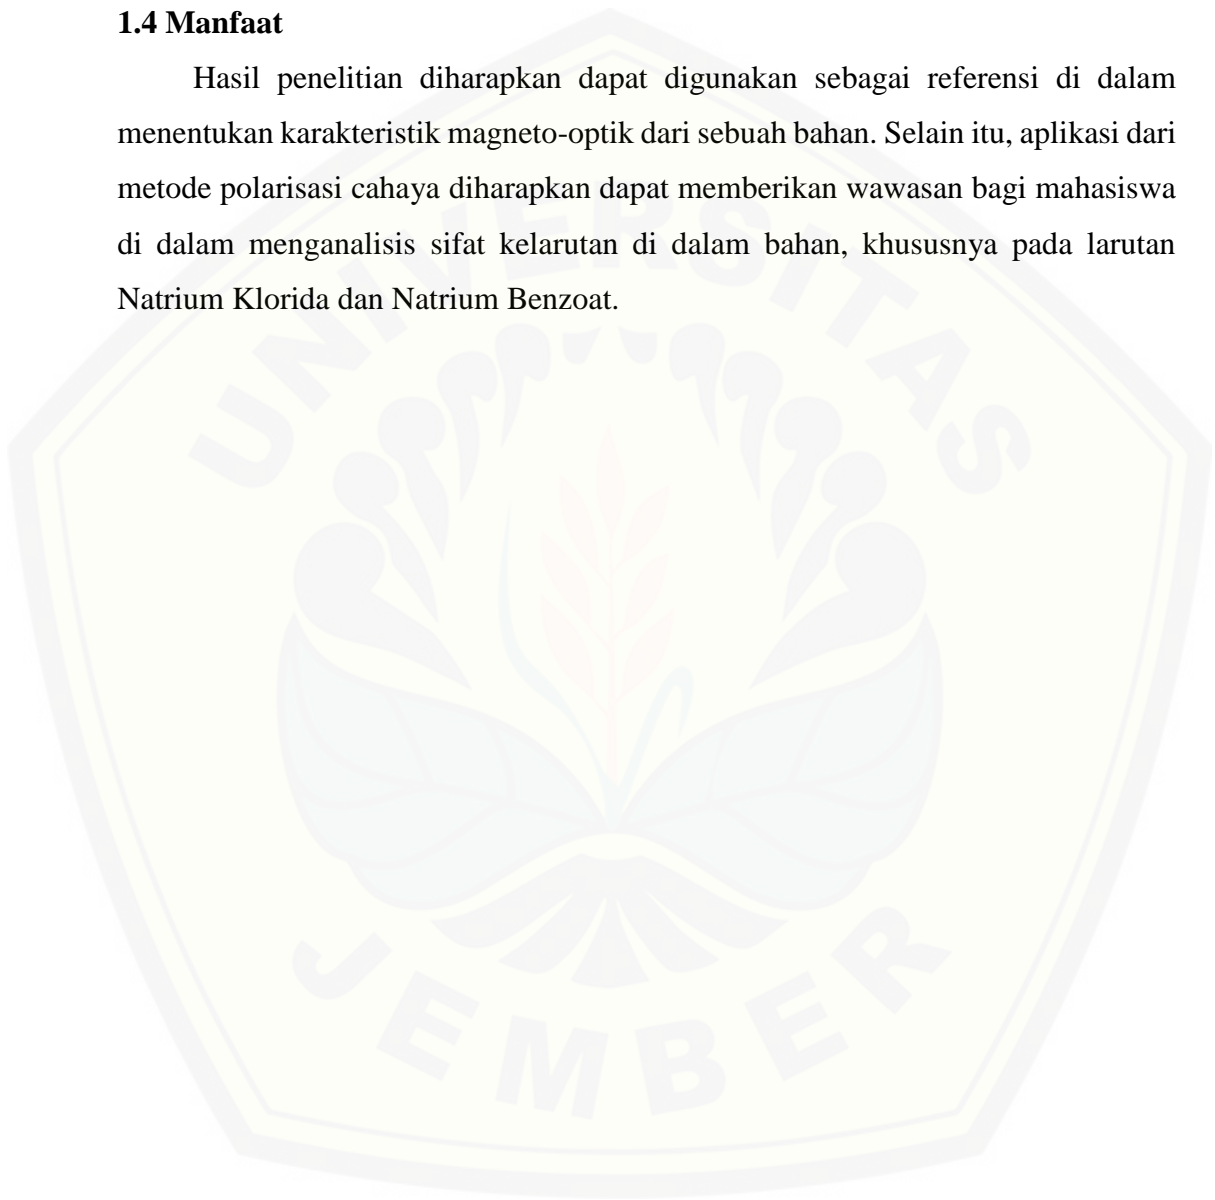 1.4 Manfaat
Hasil penelitian diharapkan dapat digunakan sebagai referensi di dalam
menentukan karakteristik magneto-optik dari sebuah bahan. Selain itu, aplikasi dari
metode polarisasi cahaya diharapkan dapat memberikan wawasan bagi mahasiswa
di dalam menganalisis sifat kelarutan di dalam bahan, khususnya pada larutan
Natrium Klorida dan Natrium Benzoat.
UNIVERSITAS
JEMBER